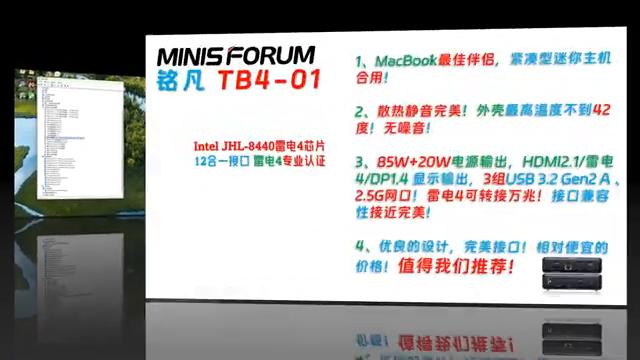 MINISFORUM
铭凡 TB4-01
Intel JHL-8440雷电4芯片
12合一接口 雷电4专业认证
1、MacBook最佳伴侣，紧凑型迷你主机
合用！
2、散热静音完美！外壳最高温度不到42
度！无噪音！
3、85W+20W电源输出，HDMI2.1/雷电
4/DP1.4 显示输出，3组USB 3.2 Gen2 A、
2.5G网口！雷电4可转接万兆！接口兼容
性接近完美！
4、优良的设计，完美接口！相对便宜的
价格！值得我们推荐！